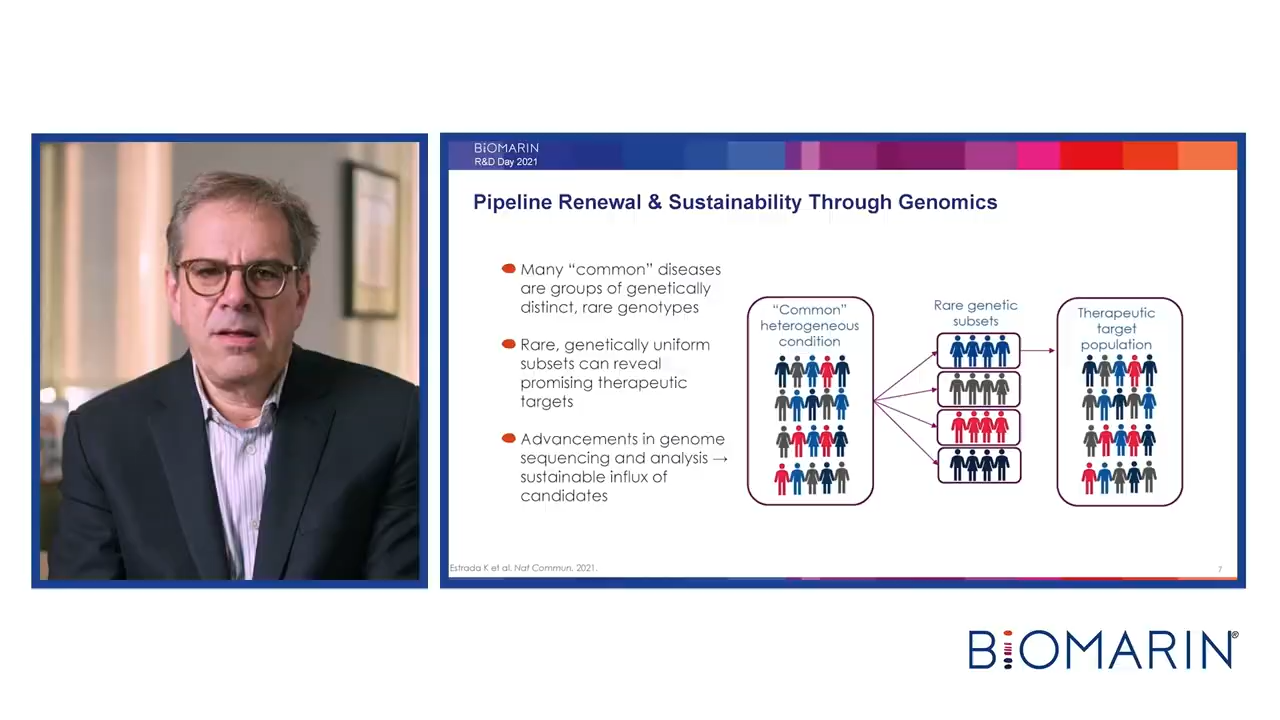 BiOMARIN
R&D Day 2021
Pipeline Renewal & Sustainability Through Genomics
Many “common” diseases
are groups of genetically
distinct, rare genotypes
Rare, genetically uniform
subsets can reveal
promising therapeutic
targets
Advancements in genome
sequencing and analysis →
sustainable influx of
candidates
“Common”
heterogeneous
condition
Rare genetic
subsets
Therapeutic
target
population
Estrada K et al. Nat Commun. 2021.
7
BiOMARIN®